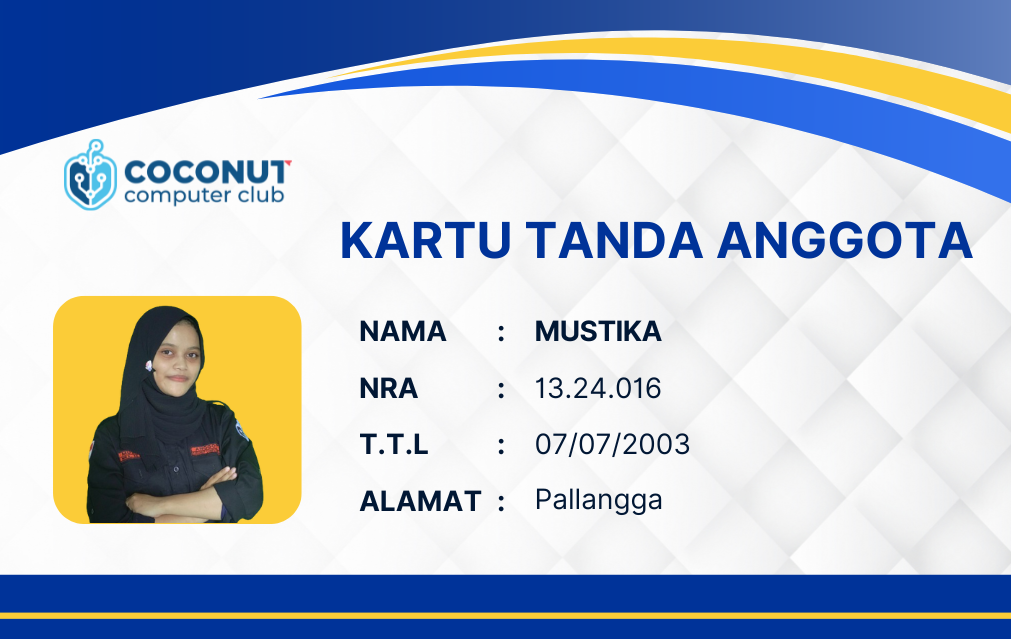 COCONUT
computer club
KARTU TANDA ANGGOTA
NAMA : MUSTIKA
NRA : 13.24.016
T.T.L : 07/07/2003
ALAMAT : Pallangga